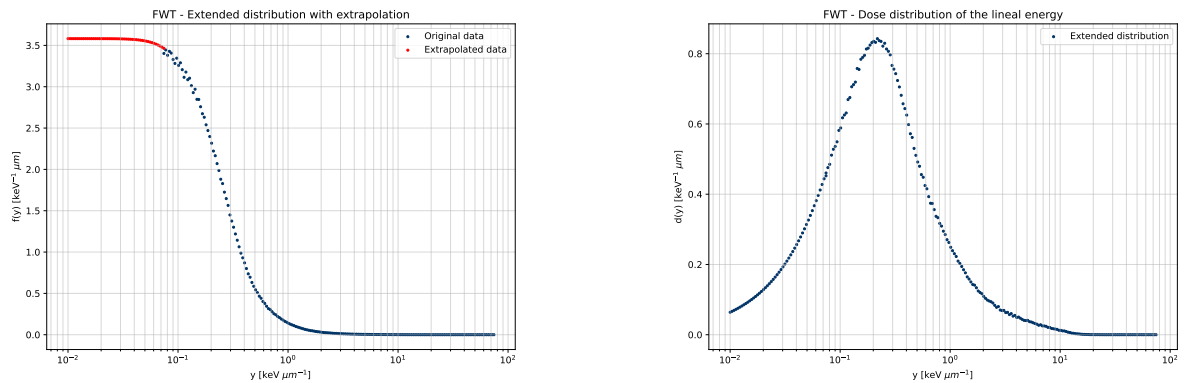 FWT - Extended distribution with extrapolation
Original data
Extrapolated data
3.5
3.0
2.5
2.0
1.5
1.0
0.5
0.0
f(y) [keV⁻¹ μm]
10⁻² 10⁻¹ 10⁰ 10¹ 10²
y [keV μm⁻¹]
FWT - Dose distribution of the lineal energy
Extended distribution
0.8
0.6
0.4
0.2
0.0
d(y) [keV⁻¹ μm]
10⁻² 10⁻¹ 10⁰ 10¹ 10²
y [keV μm⁻¹]